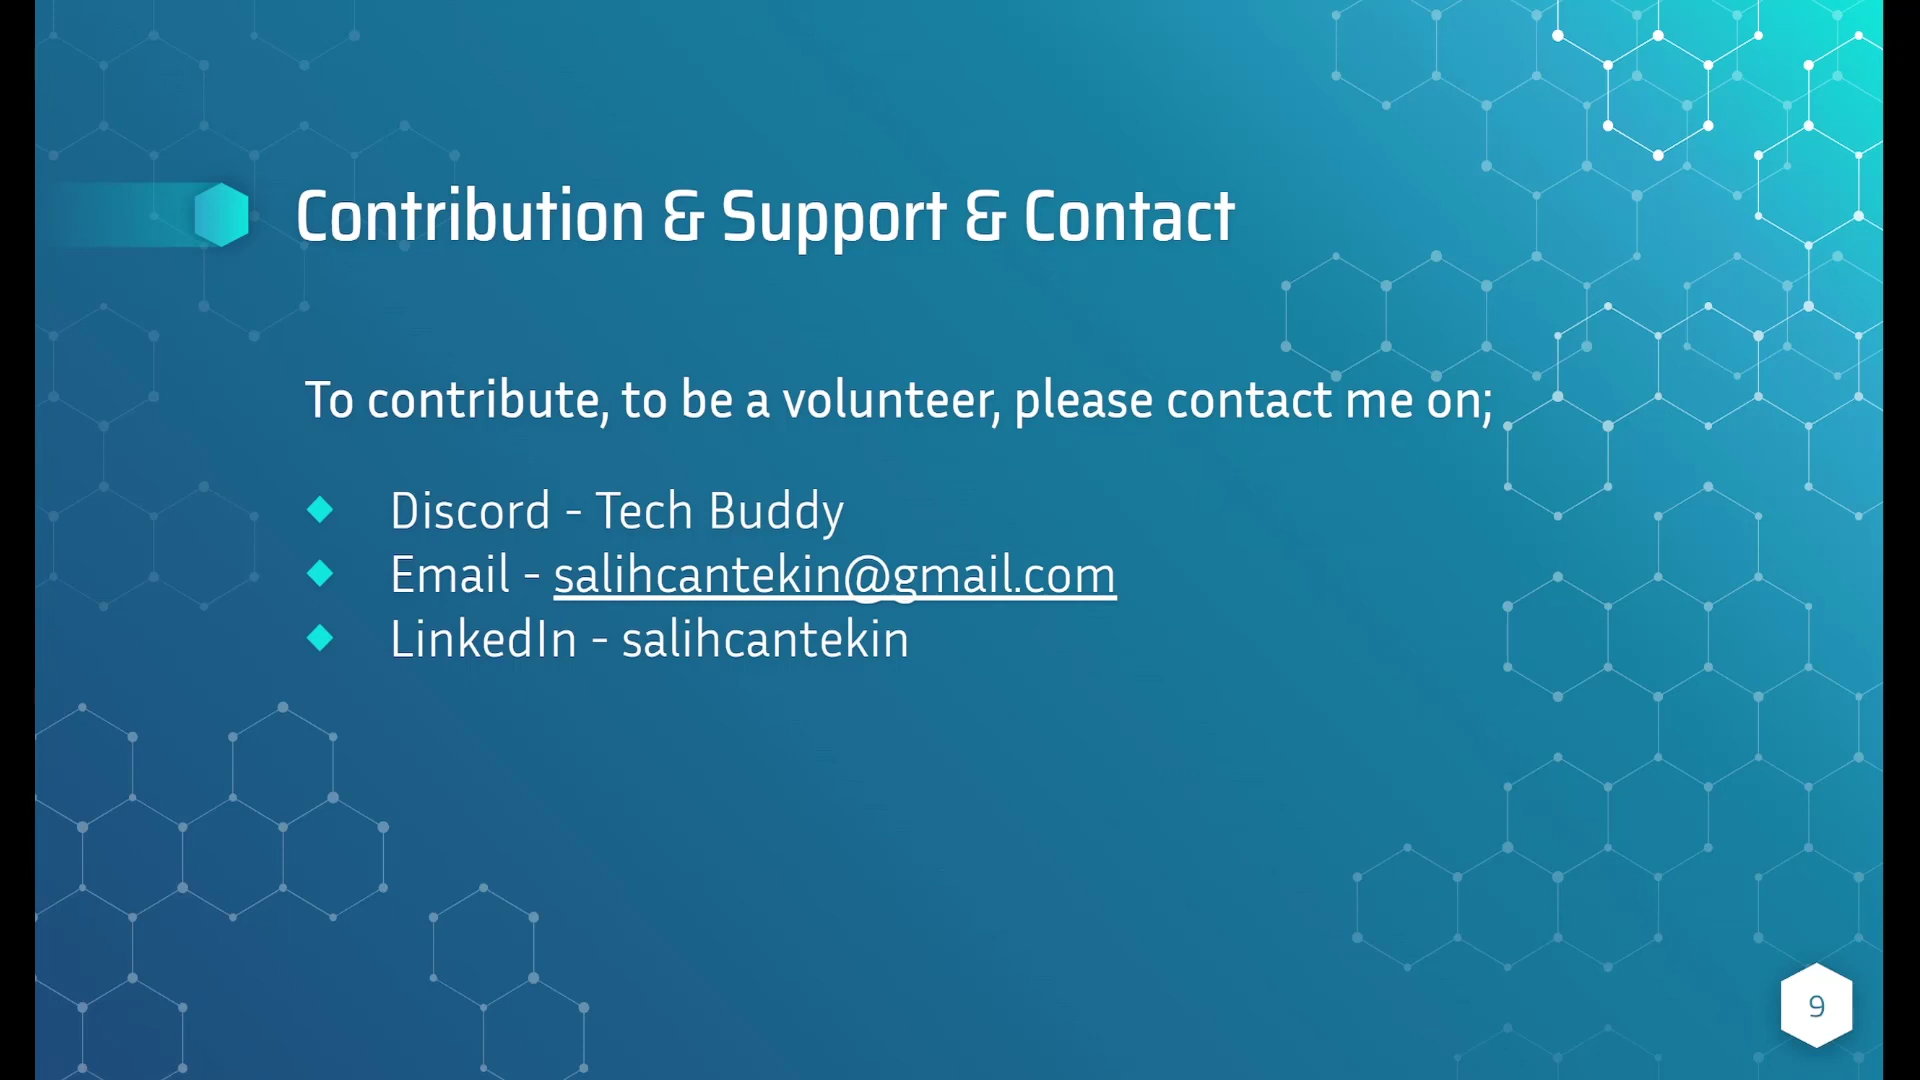 Contribution & Support & Contact
To contribute, to be a volunteer, please contact me on;
Discord - Tech Buddy
Email - salihcantekin@gmail.com
LinkedIn - salihcantekin
9